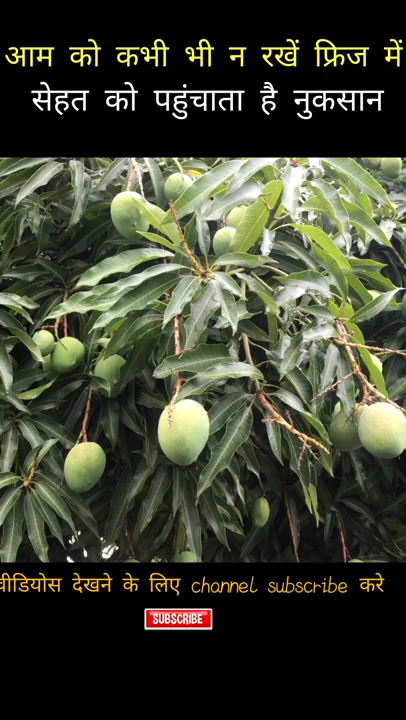 आम को कभी भी न रखें फ्रिज में
सेहत को पहुंचाता है नुकसान
वीडियोस देखने के लिए channel subscribe करे
SUBSCRIBE